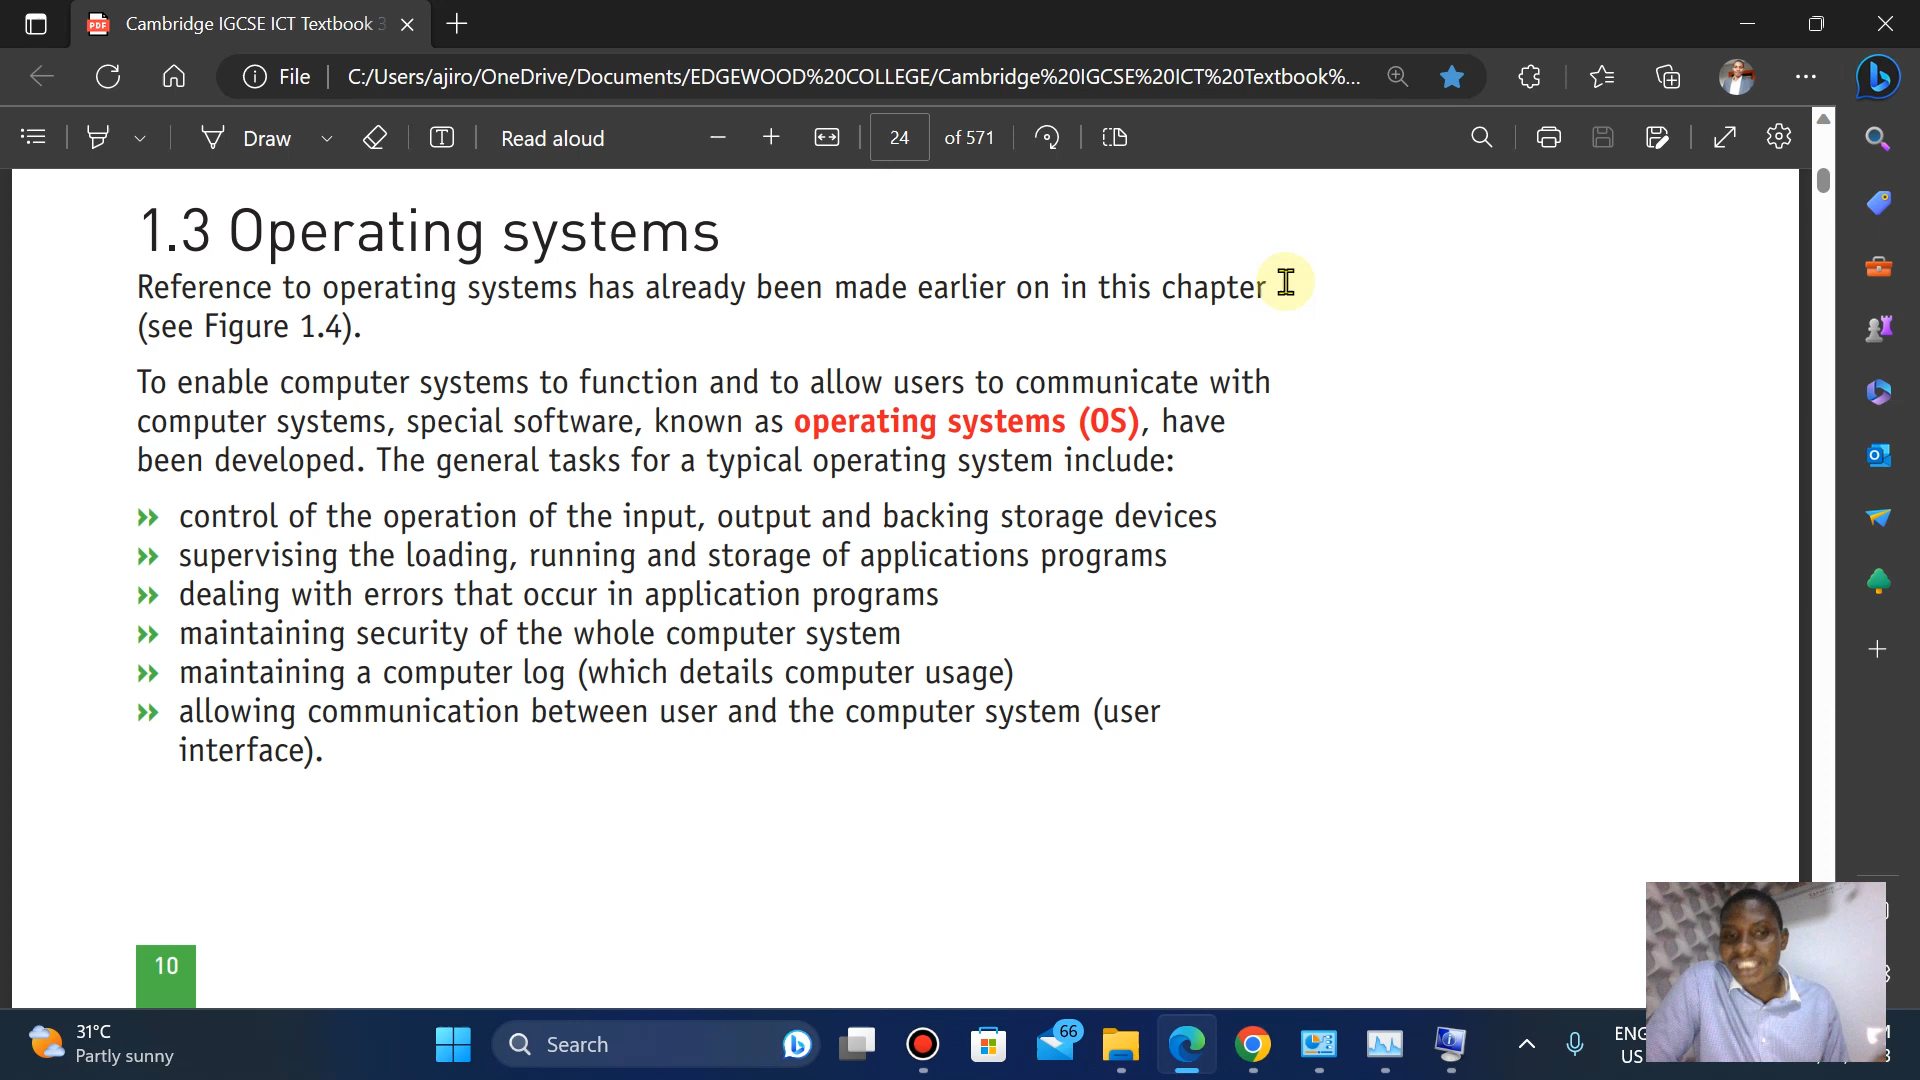 Cambridge IGCSE ICT Textbook 3
File
C:/Users/ajiro/OneDrive/Documents/EDGEWOOD%20COLLEGE/Cambridge%20IGCSE%20ICT%20Textbook%...
Draw
Read aloud
24 of 571
1.3 Operating systems
Reference to operating systems has already been made earlier on in this chapter
(see Figure 1.4).
To enable computer systems to function and to allow users to communicate with
computer systems, special software, known as operating systems (OS), have
been developed. The general tasks for a typical operating system include:
» control of the operation of the input, output and backing storage devices
» supervising the loading, running and storage of applications programs
» dealing with errors that occur in application programs
» maintaining security of the whole computer system
» maintaining a computer log (which details computer usage)
» allowing communication between user and the computer system (user
interface).
10
31°C
Partly sunny
Search
66
ENG
US